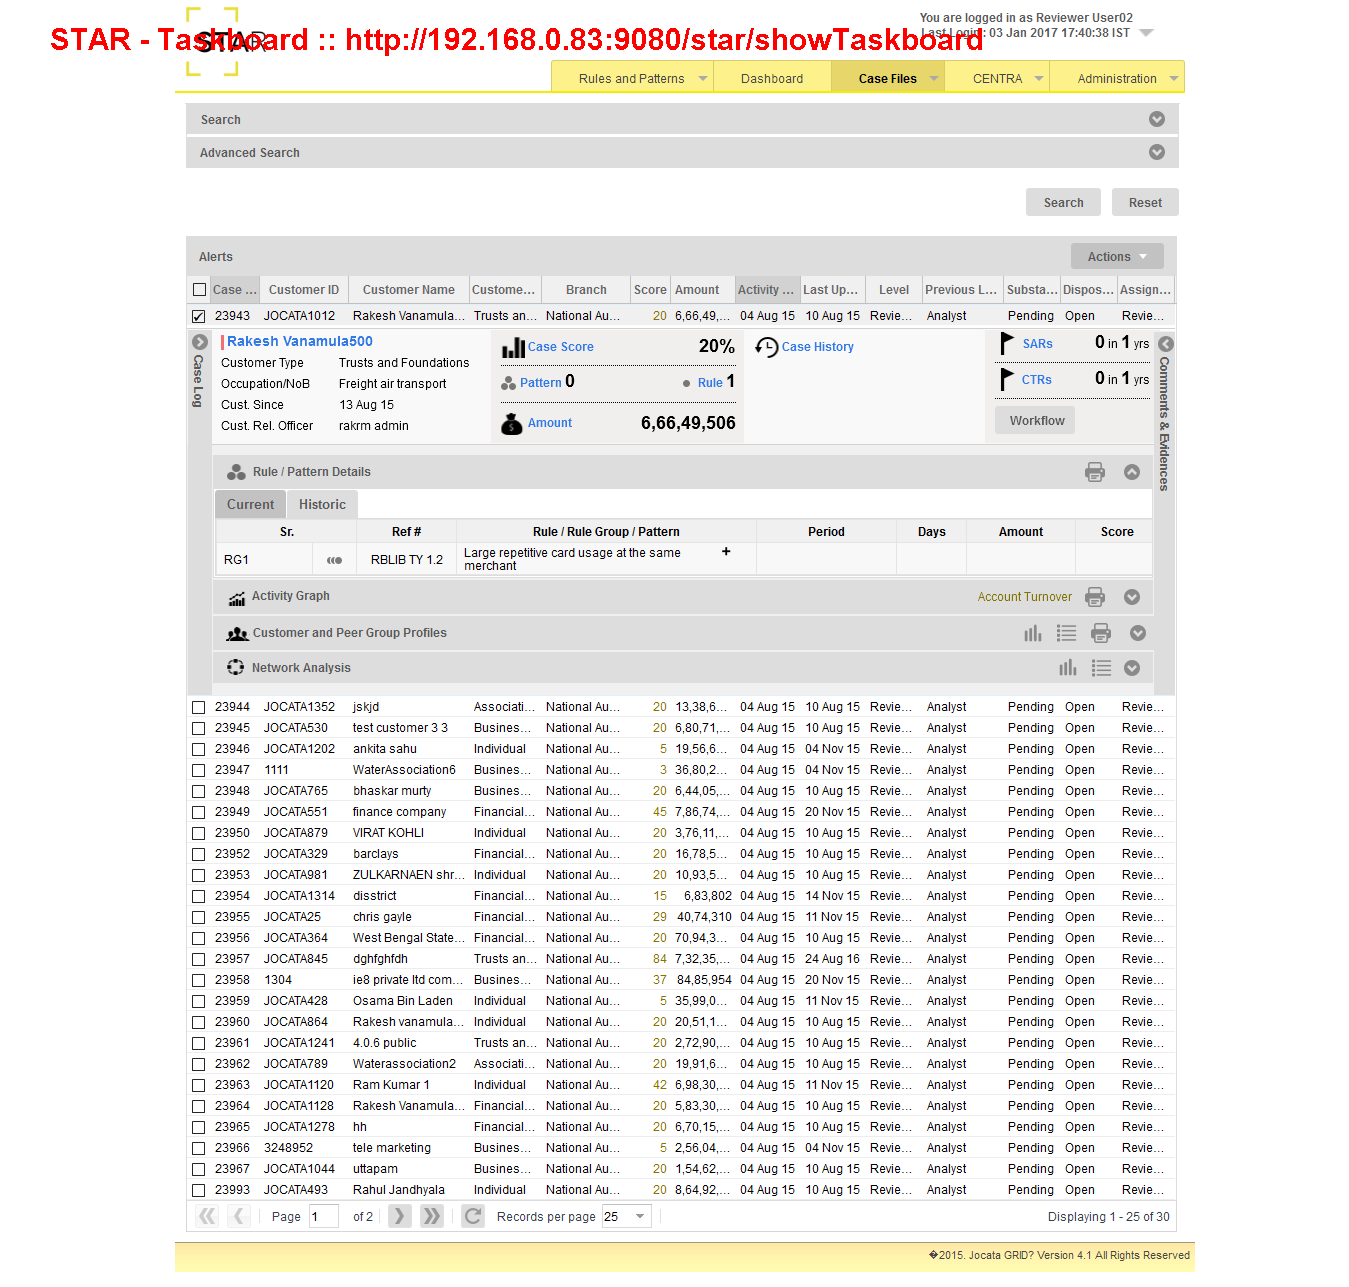 You are logged in as Reviewer User02
STAR - Taskboard :: http://192.168.0.83:9080/star/showTaskboard
STAR
Last Login : 03 Jan 2017 17:40:38 IST
Rules and Patterns Dashboard Case Files CENTRA Administration
Search
Advanced Search
Search Reset
Alerts Actions
Case ... Customer ID Customer Name Custome... Branch Score Amount Activity ... Last Up... Level Previous L... Substa... Dispos... Assign...
23943 JOCATA1012 Rakesh Vanamula... Trusts an... National Au... 20 6,66,49,... 04 Aug 15 10 Aug 15 Revie... Analyst Pending Open Revie...
Case Log
Rakesh Vanamula500
Customer Type Trusts and Foundations
Occupation/NoB Freight air transport
Cust. Since 13 Aug 15
Cust. Rel. Officer rakrm admin
Case Score 20%
Pattern 0 Rule 1
Amount 6,66,49,506
Case History
SARs 0 in 1 yrs
CTRs 0 in 1 yrs
Workflow
Comments & Evidences
Rule / Pattern Details
Current Historic
Sr. Ref # Rule / Rule Group / Pattern Period Days Amount Score
RG1 RBLIB TY 1.2 Large repetitive card usage at the same +
merchant
Activity Graph Account Turnover
Customer and Peer Group Profiles
Network Analysis
23944 JOCATA1352 jskjd Associati... National Au... 20 13,38,6... 04 Aug 15 10 Aug 15 Revie... Analyst Pending Open Revie...
23945 JOCATA530 test customer 3 3 Busines... National Au... 20 6,80,71,... 04 Aug 15 10 Aug 15 Revie... Analyst Pending Open Revie...
23946 JOCATA1202 ankita sahu Individual National Au... 5 19,56,6... 04 Aug 15 04 Nov 15 Revie... Analyst Pending Open Revie...
23947 1111 WaterAssociation6 Busines... National Au... 3 36,80,2... 04 Aug 15 04 Nov 15 Revie... Analyst Pending Open Revie...
23948 JOCATA765 bhaskar murty Busines... National Au... 20 6,44,05,... 04 Aug 15 10 Aug 15 Revie... Analyst Pending Open Revie...
23949 JOCATA551 finance company Financial... National Au... 45 7,86,74,... 04 Aug 15 20 Nov 15 Revie... Analyst Pending Open Revie...
23950 JOCATA879 VIRAT KOHLI Individual National Au... 20 3,76,11,... 04 Aug 15 10 Aug 15 Revie... Analyst Pending Open Revie...
23952 JOCATA329 barclays Financial... National Au... 20 16,78,5... 04 Aug 15 10 Aug 15 Revie... Analyst Pending Open Revie...
23953 JOCATA981 ZULKARNAEN shr... Individual National Au... 20 10,93,5... 04 Aug 15 10 Aug 15 Revie... Analyst Pending Open Revie...
23954 JOCATA1314 disstrict Financial... National Au... 15 6,83,802 04 Aug 15 14 Nov 15 Revie... Analyst Pending Open Revie...
23955 JOCATA25 chris gayle Financial... National Au... 29 40,74,310 04 Aug 15 11 Nov 15 Revie... Analyst Pending Open Revie...
23956 JOCATA364 West Bengal State... Financial... National Au... 20 70,94,3... 04 Aug 15 10 Aug 15 Revie... Analyst Pending Open Revie...
23957 JOCATA845 dghfghfdh Trusts an... National Au... 84 7,32,35,... 04 Aug 15 24 Aug 16 Revie... Analyst Pending Open Revie...
23958 1304 ie8 private ltd com... Busines... National Au... 37 84,85,954 04 Aug 15 20 Nov 15 Revie... Analyst Pending Open Revie...
23959 JOCATA428 Osama Bin Laden Individual National Au... 5 35,99,0... 04 Aug 15 11 Nov 15 Revie... Analyst Pending Open Revie...
23960 JOCATA864 Rakesh vanamula... Individual National Au... 20 20,51,1... 04 Aug 15 10 Aug 15 Revie... Analyst Pending Open Revie...
23961 JOCATA1241 4.0.6 public Trusts an... National Au... 20 2,72,90,... 04 Aug 15 10 Aug 15 Revie... Analyst Pending Open Revie...
23962 JOCATA789 Waterassociation2 Associati... National Au... 20 19,91,6... 04 Aug 15 10 Aug 15 Revie... Analyst Pending Open Revie...
23963 JOCATA1120 Ram Kumar 1 Individual National Au... 42 6,98,30,... 04 Aug 15 11 Nov 15 Revie... Analyst Pending Open Revie...
23964 JOCATA1128 Rakesh Vanamula... Financial... National Au... 20 5,83,30,... 04 Aug 15 10 Aug 15 Revie... Analyst Pending Open Revie...
23965 JOCATA1278 hh Financial... National Au... 20 6,70,15,... 04 Aug 15 10 Aug 15 Revie... Analyst Pending Open Revie...
23966 3248952 tele marketing Busines... National Au... 5 2,56,04,... 04 Aug 15 04 Nov 15 Revie... Analyst Pending Open Revie...
23967 JOCATA1044 uttapam Busines... National Au... 20 1,54,62,... 04 Aug 15 10 Aug 15 Revie... Analyst Pending Open Revie...
23993 JOCATA493 Rahul Jandhyala Individual National Au... 20 8,64,92,... 04 Aug 15 10 Aug 15 Revie... Analyst Pending Open Revie...
Page 1 of 2 Records per page 25 Displaying 1 - 25 of 30
�2015. Jocata GRID? Version 4.1 All Rights Reserved